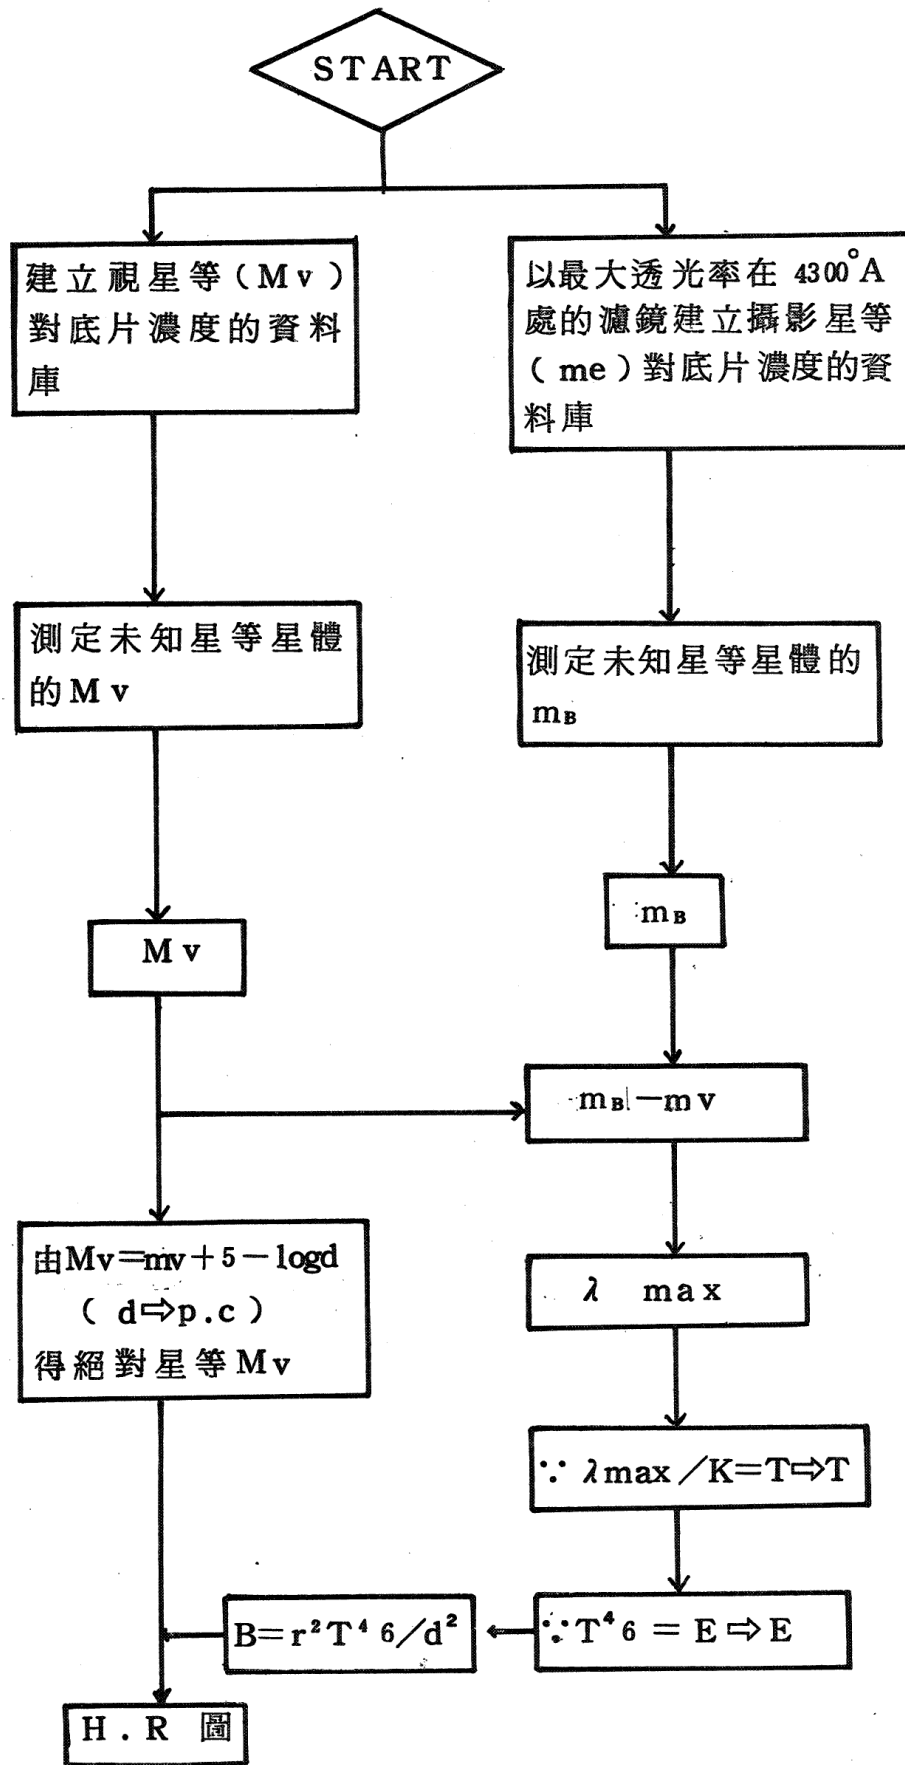 START
建立視星等(Mv)
對底片濃度的資料
庫
以最大透光率在 4300°A
處的濾鏡建立攝影星等
(me)對底片濃度的資
料庫
測定未知星等星體
的Mv
測定未知星等星體的
mB
mB
Mv
mB-mv
由Mv=mv+5-logd
(d⇨p.c)
得絕對星等Mv
λ max
∵ λmax/K=T⇨T
∵T⁴6=E⇨E
B=r²T⁴6/d²
H.R 圖